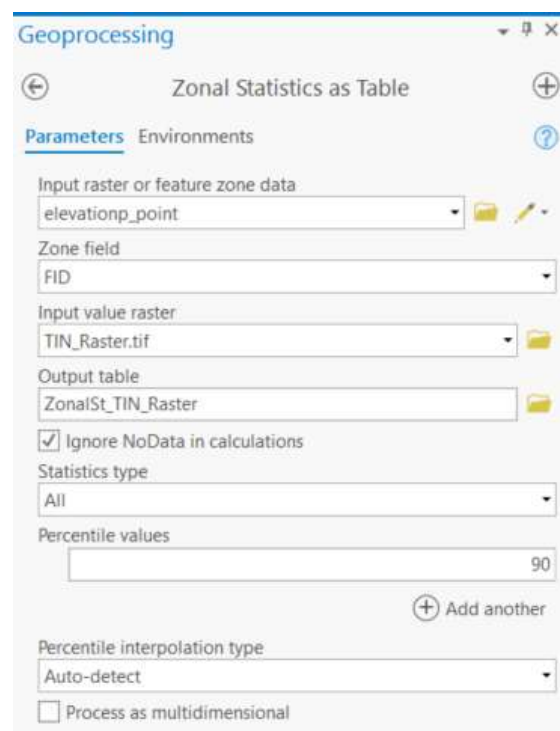 Geoprocessing
Zonal Statistics as Table
Parameters Environments
Input raster or feature zone data
elevationp_point
Zone field
FID
Input value raster
TIN_Raster.tif
Output table
ZonalSt_TIN_Raster
Ignore NoData in calculations
Statistics type
All
Percentile values
90
Add another
Percentile interpolation type
Auto-detect
Process as multidimensional